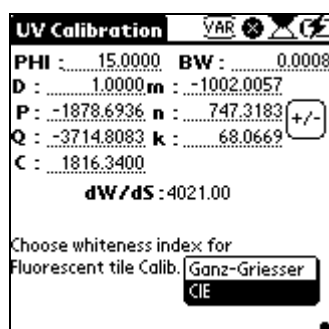 UV Calibration VAR
PHI : 15.0000 BW : 0.0008
D : 1.0000 m : -1002.0057
P : -1878.6936 n : 747.3183 +/-
Q : -3714.8083 k : 68.0669
C : 1816.3400
dW/dS : 4021.00
Choose whiteness index for
Fluorescent tile Calib. Ganz-Griesser
CIE